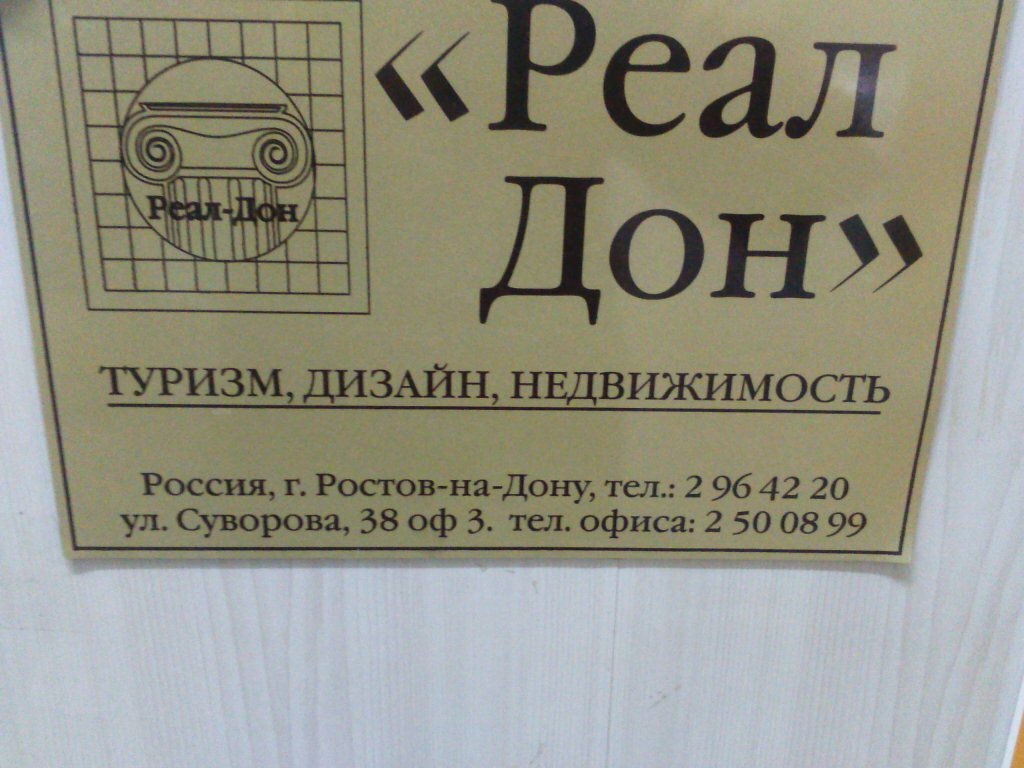 «Реал
Дон»
Реал-Дон
ТУРИЗМ, ДИЗАЙН, НЕДВИЖИМОСТЬ
Россия, г. Ростов-на-Дону, тел.: 2 96 42 20
ул. Суворова, 38 оф 3. тел. офиса: 2 50 08 99